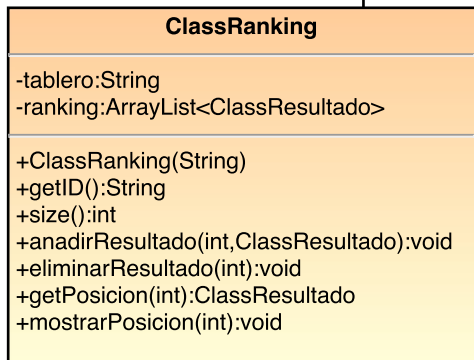 ClassRanking
-tablero:String
-ranking:ArrayList<ClassResultado>
+ClassRanking(String)
+getID():String
+size():int
+anadirResultado(int,ClassResultado):void
+eliminarResultado(int):void
+getPosicion(int):ClassResultado
+mostrarPosicion(int):void